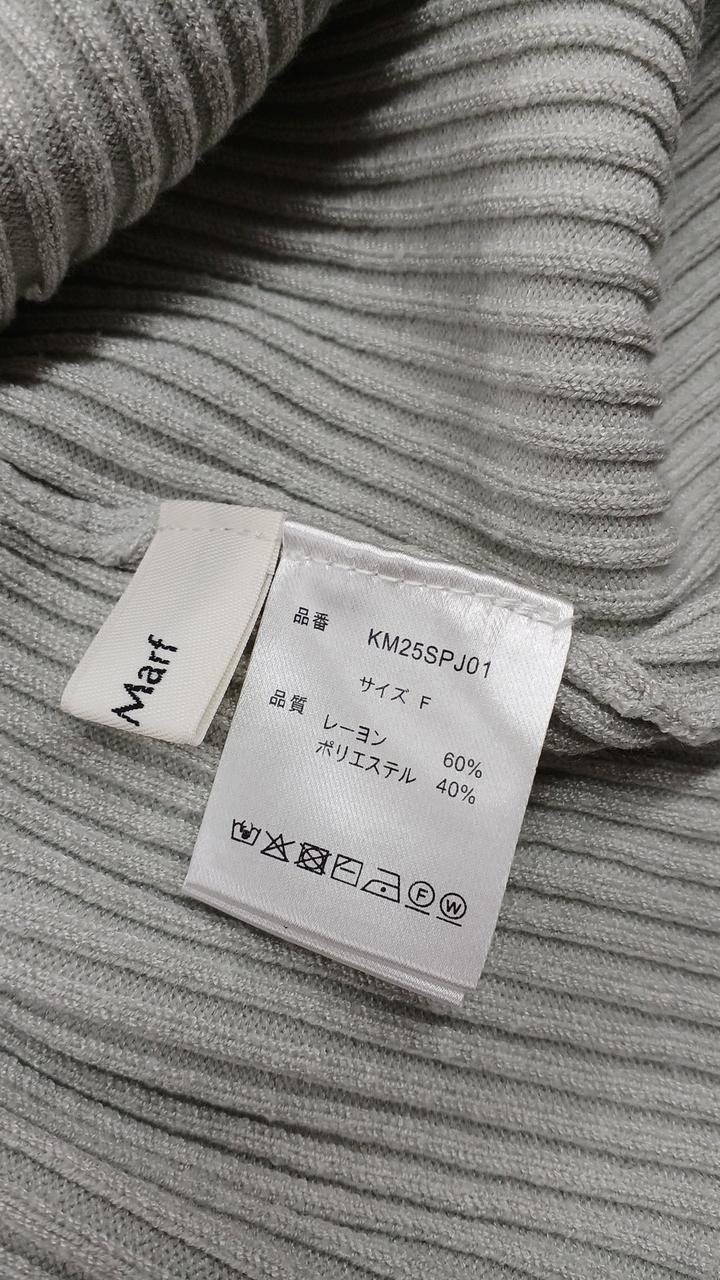 Marf
品番 KM25SPJ01
サイズ F
品質 レーヨン 60%
ポリエステル 40%
F W